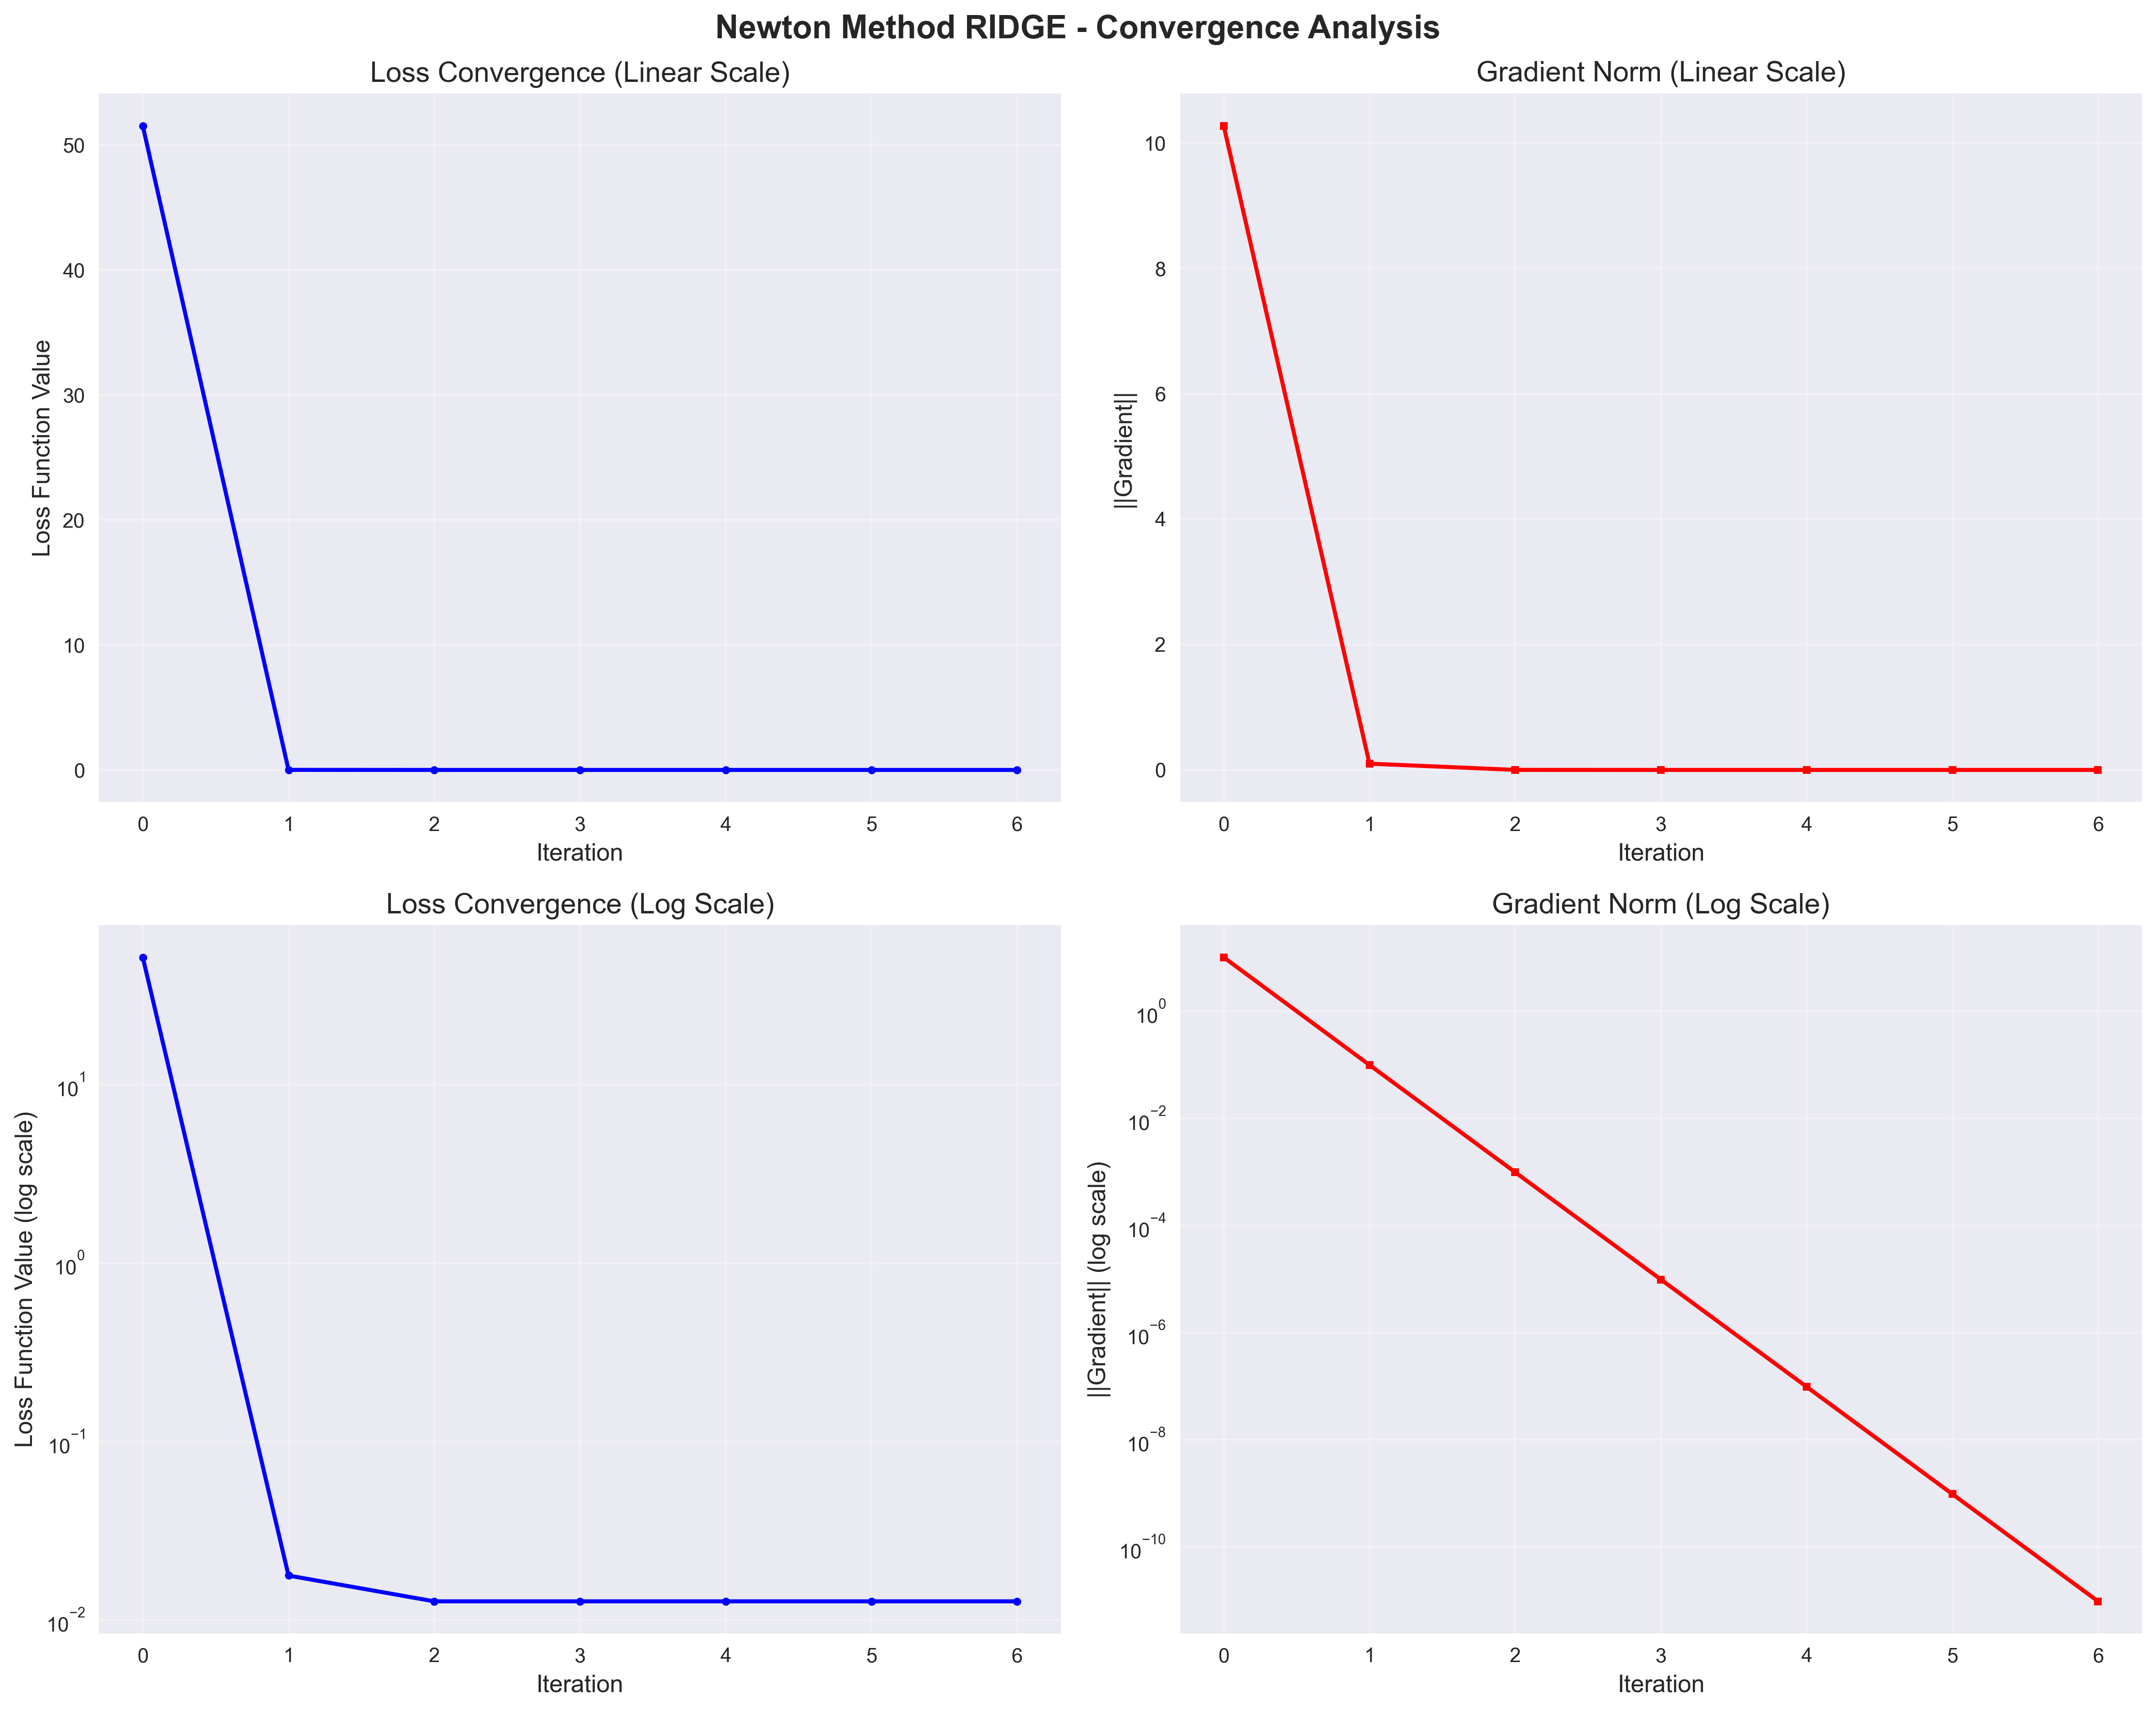 Newton Method RIDGE - Convergence Analysis
Loss Convergence (Linear Scale)
Loss Function Value
50
40
30
20
10
0
0 1 2 3 4 5 6
Iteration
Gradient Norm (Linear Scale)
||Gradient||
10
8
6
4
2
0
0 1 2 3 4 5 6
Iteration
Loss Convergence (Log Scale)
Loss Function Value (log scale)
10¹
10⁰
10⁻¹
10⁻²
0 1 2 3 4 5 6
Iteration
Gradient Norm (Log Scale)
||Gradient|| (log scale)
10⁰
10⁻²
10⁻⁴
10⁻⁶
10⁻⁸
10⁻¹⁰
0 1 2 3 4 5 6
Iteration